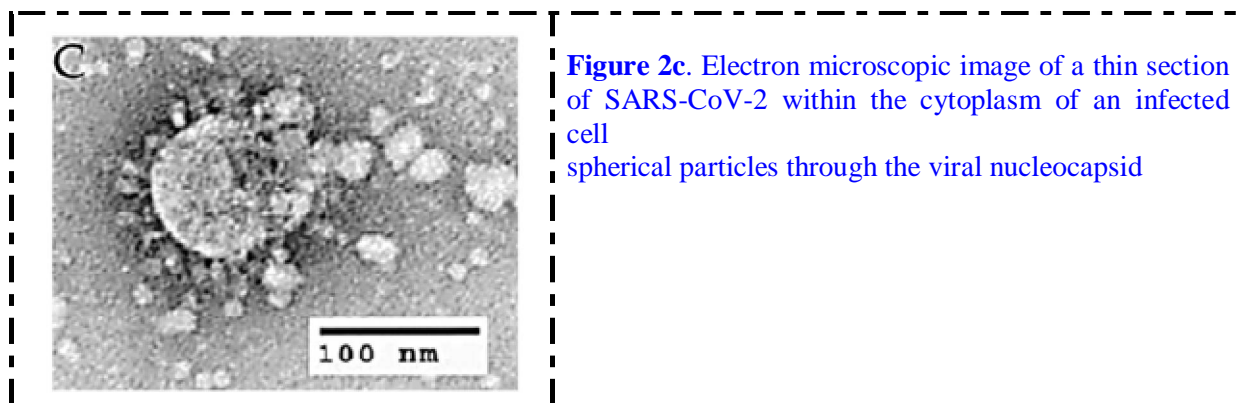 C
Figure 2c. Electron microscopic image of a thin section
of SARS-CoV-2 within the cytoplasm of an infected
cell
spherical particles through the viral nucleocapsid
100 nm